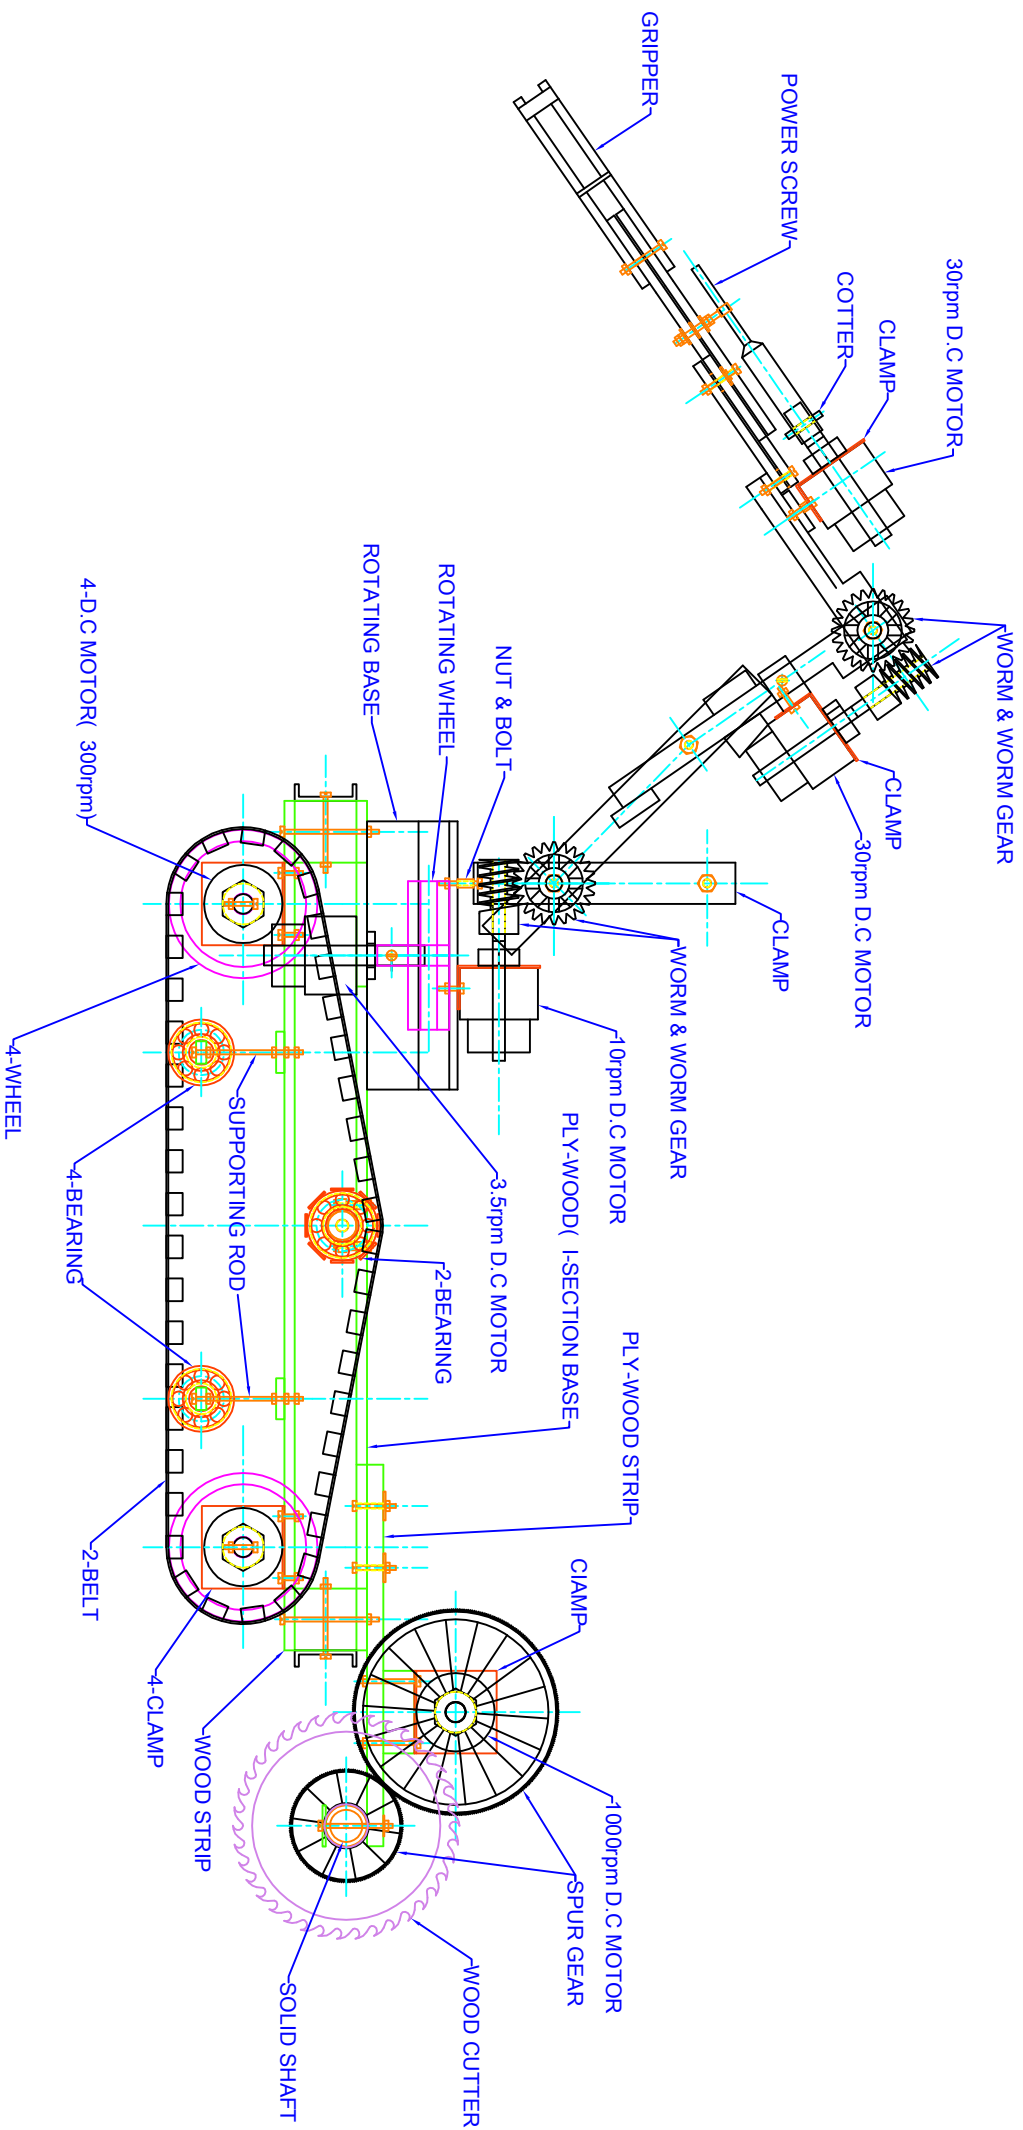 GRIPPER
POWER SCREW
COTTER
CLAMP
30rpm D.C MOTOR
WORM & WORM GEAR
CLAMP
30rpm D.C MOTOR
CLAMP
WORM & WORM GEAR
10rpm D.C MOTOR
NUT & BOLT
ROTATING WHEEL
ROTATING BASE
4-D.C MOTOR( 300rpm)
4-WHEEL
4-BEARING
SUPPORTING ROD
3.5rpm D.C MOTOR
2-BEARING
PLY-WOOD( I-SECTION BASE
PLY-WOOD STRIP
ClAMP
1000rpm D.C MOTOR
SPUR GEAR
WOOD CUTTER
SOLID SHAFT
WOOD STRIP
4-CLAMP
2-BELT